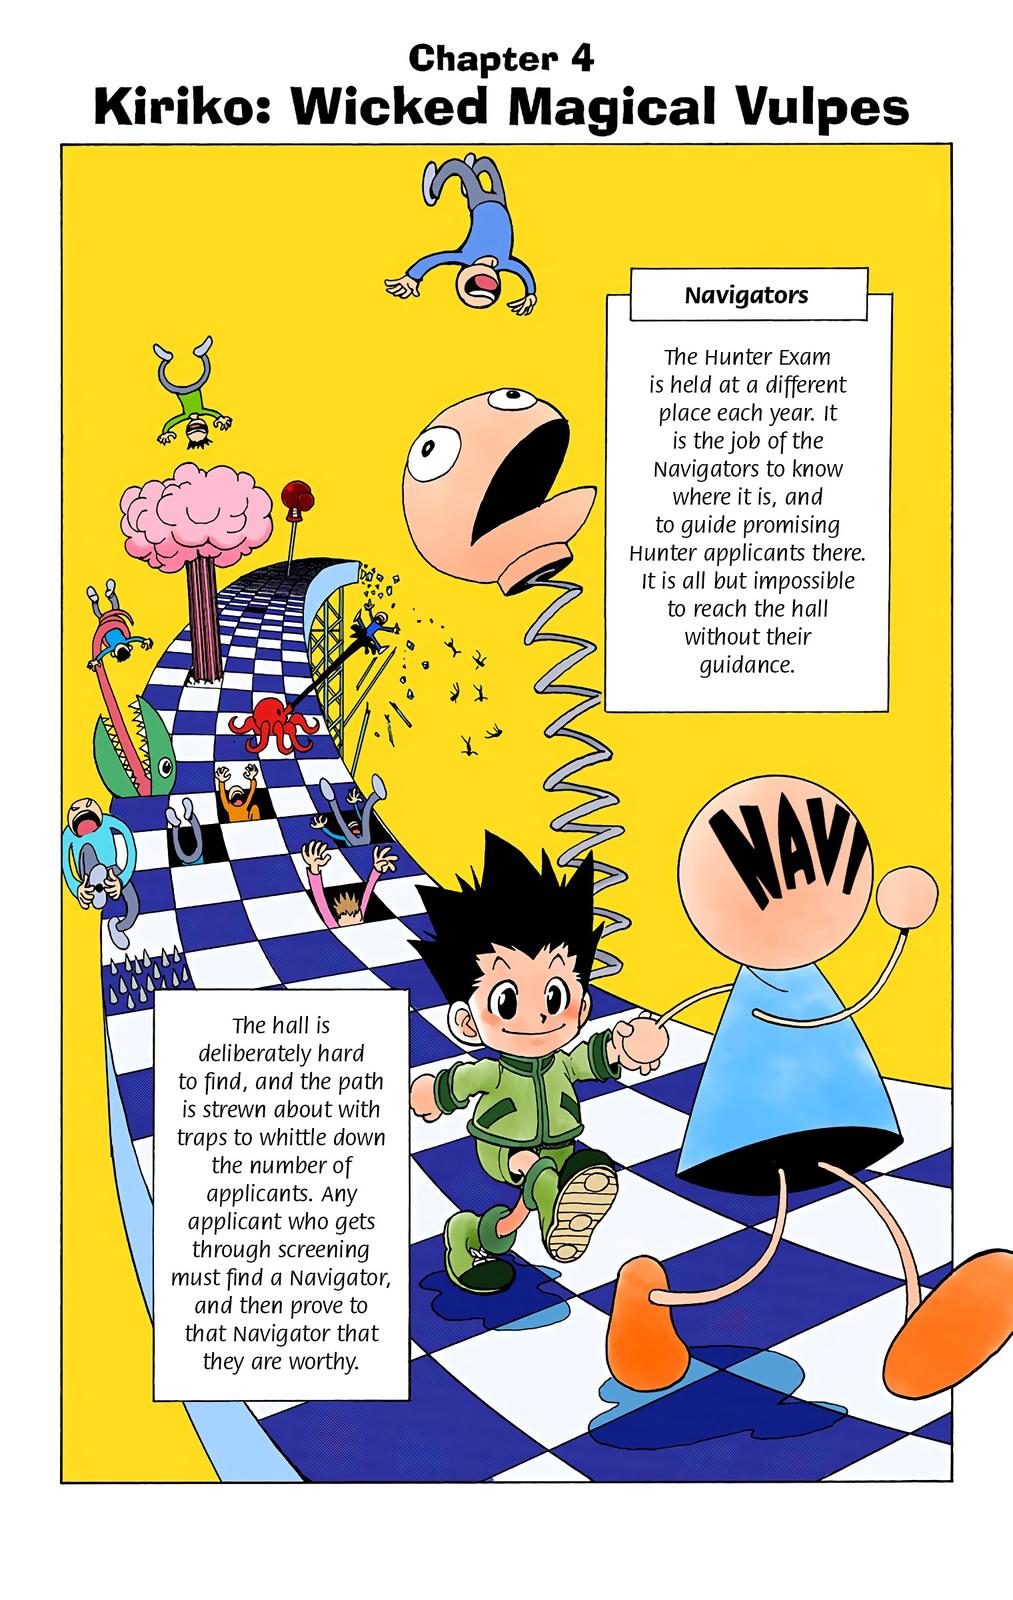 Chapter 4
Kiriko: Wicked Magical Vulpes
Navigators
The Hunter Exam
is held at a different
place each year. It
is the job of the
Navigators to know
where it is, and
to guide promising
Hunter applicants there.
It is all but impossible
to reach the hall
without their
guidance.
NAVI
The hall is
deliberately hard
to find, and the path
is strewn about with
traps to whittle down
the number of
applicants. Any
applicant who gets
through screening
must find a Navigator,
and then prove to
that Navigator that
they are worthy.